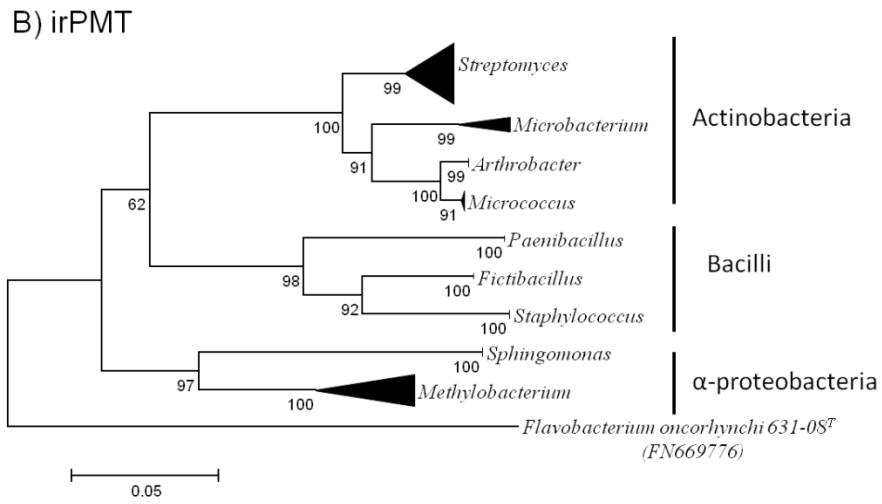 B) irPMT
Streptomyces
99
Actinobacteria
100
Microbacterium
99
91
Arthrobacter
99
100
Micrococcus
91
62
Paenibacillus
100
Bacilli
98
Fictibacillus
100
92
Staphylococcus
100
Sphingomonas
100
α-proteobacteria
97
Methylobacterium
100
Flavobacterium oncorhynchi 631-08T
(FN669776)
0.05